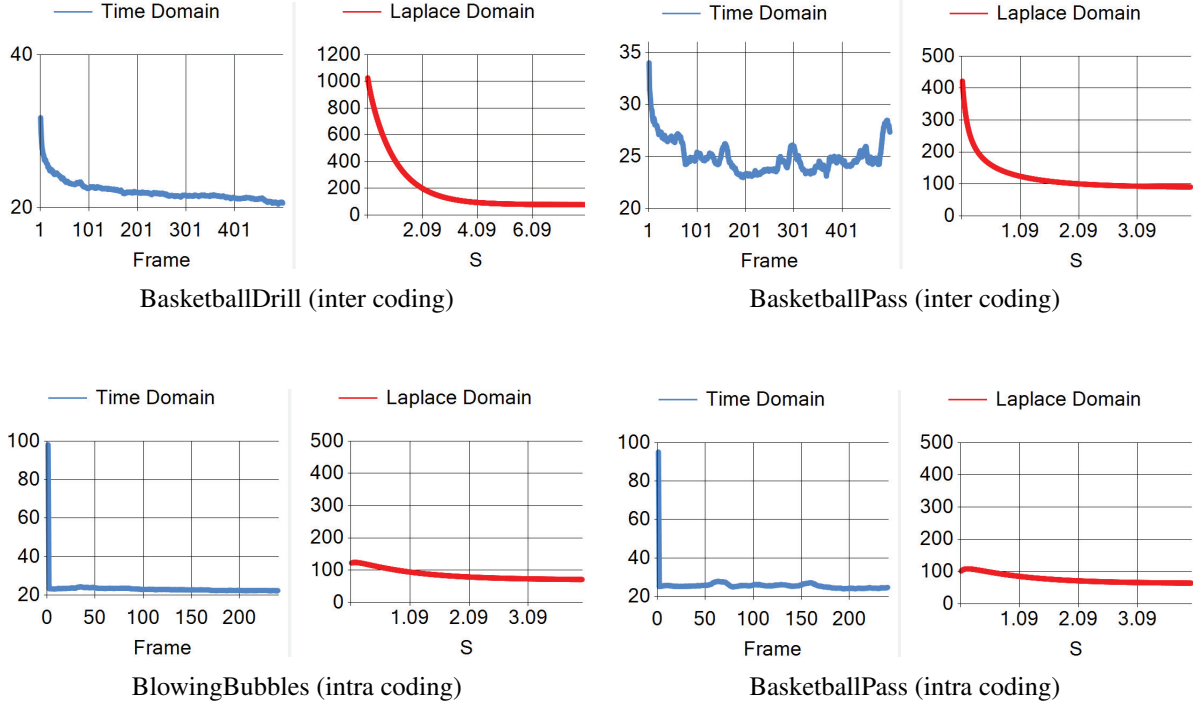 Time Domain
Laplace Domain
40
20
1 101 201 301 401
Frame
1200
1000
800
600
400
200
0
2.09 4.09 6.09
S
BasketballDrill (inter coding)
Time Domain
Laplace Domain
35
30
25
20
1 101 201 301 401
Frame
500
400
300
200
100
0
1.09 2.09 3.09
S
BasketballPass (inter coding)
Time Domain
Laplace Domain
100
80
60
40
20
0 50 100 150 200
Frame
500
400
300
200
100
0
1.09 2.09 3.09
S
BlowingBubbles (intra coding)
Time Domain
Laplace Domain
100
80
60
40
20
0 50 100 150 200
Frame
500
400
300
200
100
0
1.09 2.09 3.09
S
BasketballPass (intra coding)